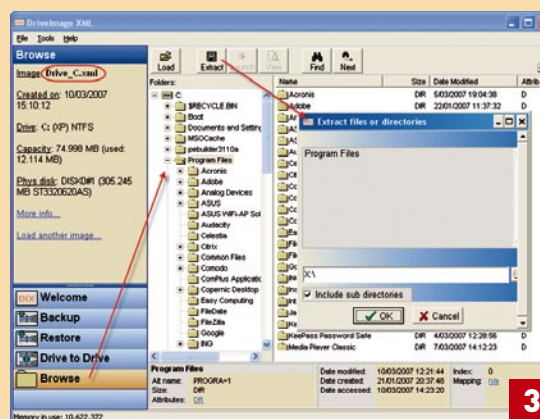 DriveImage XML
File Tools Help
Browse
Image: Drive_C.xml
Created on: 10/03/2007
15:10:12
Drive: C: (XP) NTFS
Capacity: 74.998 MB (used:
12.114 MB)
Phys.disk: DISK0#1 (305.245
MB ST3320620AS)
More info...
Load another image...
Welcome
Backup
Restore
Drive to Drive
Browse
Memory in use: 10,622,372
Load
Extract
View
Find
Next
Folders:
C:
$RECYCLE.BIN
Boot
Documents and Setting
MSOCache
pebuilder3110a
Program Files
Acronis
Adobe
Analog Devices
ASUS
ASUS WiFi-AP Sol
Audacity
Celestia
Citrix
Common Files
Comodo
ComPlus Applicatio
Copernic Desktop
Easy Computing
FileDate
FileZilla
Google
ING
Name Size Date Modified Attrib
Acronis DIR 5/03/2007 19:04:38 D
Adobe DIR 22/01/2007 11:37:32 D
Extract files or directories
Program Files
X:\
Include sub directories
OK
Cancel
KeePass Password Safe DIR 4/03/2007 12:28:56 D
Media Player Classic DIR 7/03/2007 14:12:23 D
Program Files
Alt name: PROGRA~1
Size: DIR
Attributes: DR
Date modified: 10/03/2007 12:21:44
Date created: 21/01/2007 20:37:48
Date accessed: 10/03/2007 14:23:20
Index: 0
Mapping: n/a
3